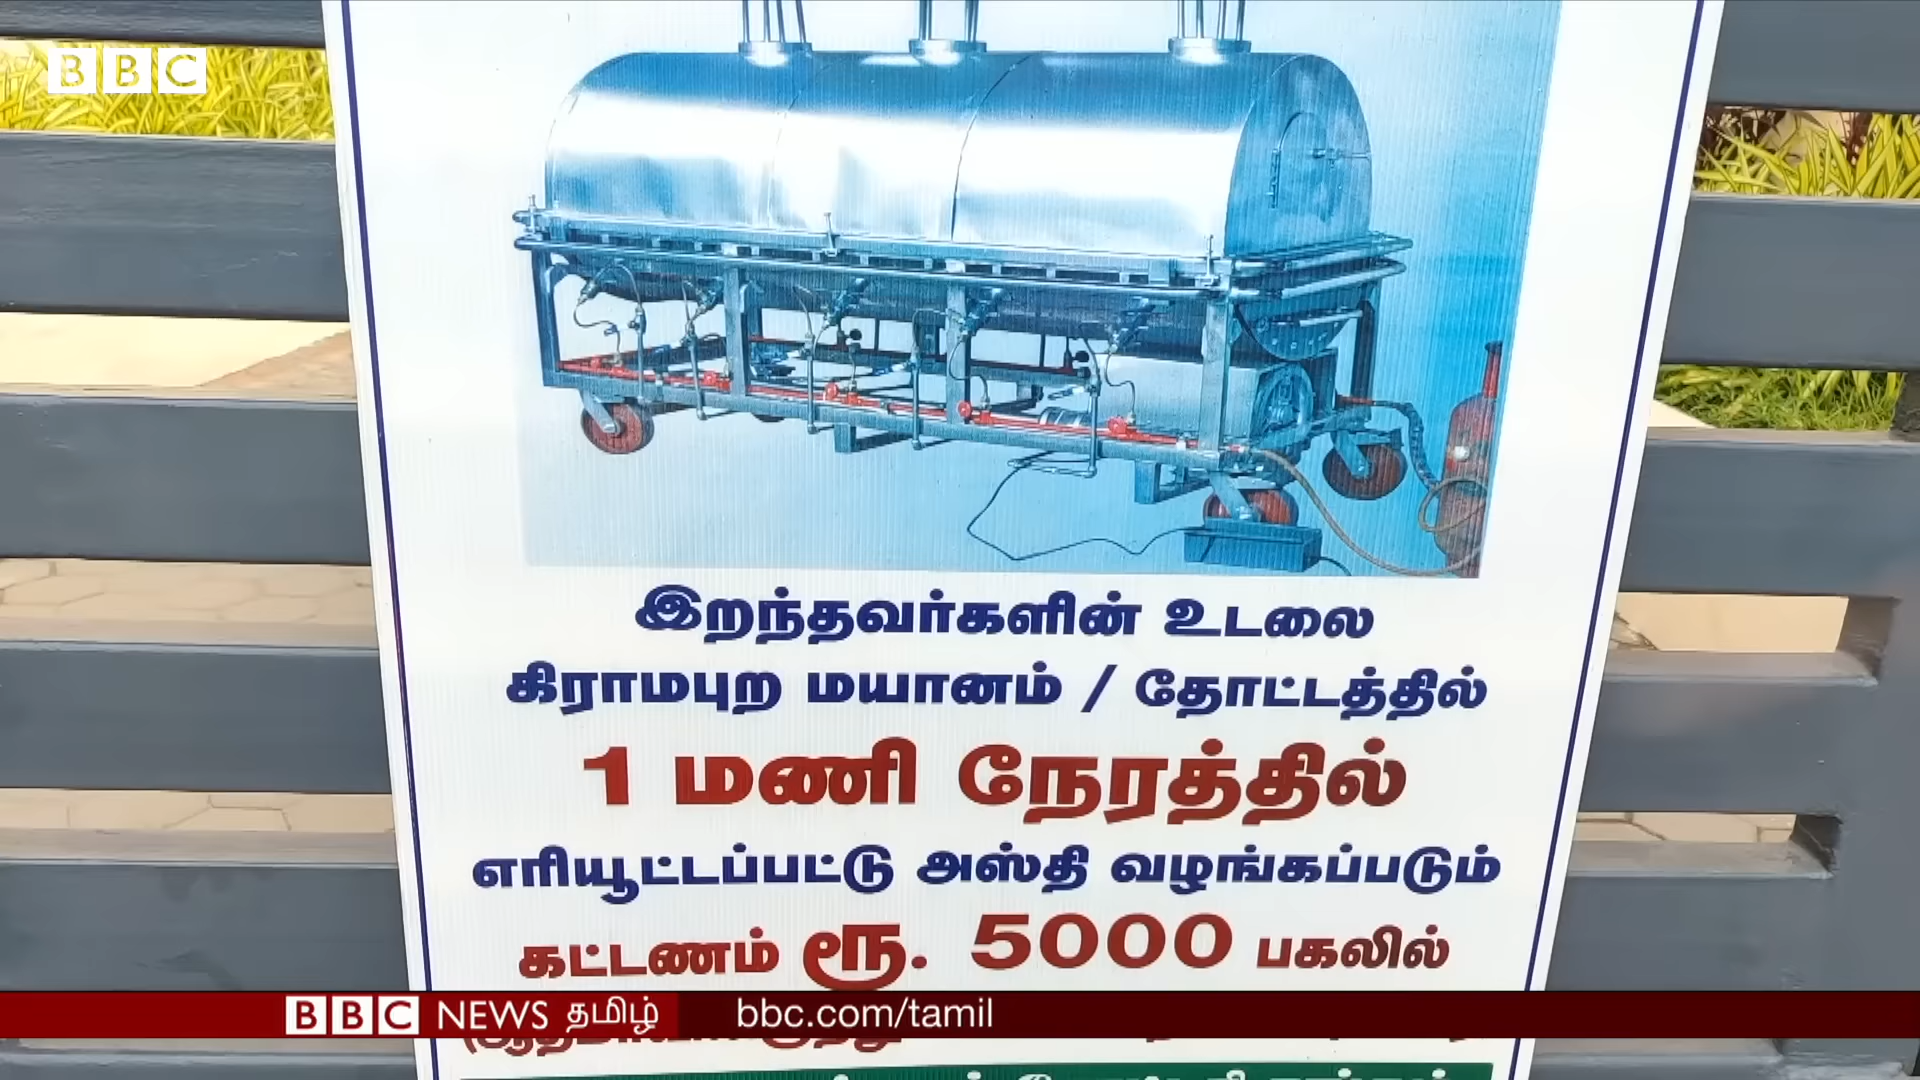 BBC
இறந்தவர்களின் உடலை
கிராமபுற மயானம் / தோட்டத்தில்
1 மணி நேரத்தில்
எரியூட்டப்பட்டு அஸ்தி வழங்கப்படும்
கட்டணம் ரூ. 5000 பகலில்
BBC NEWS தமிழ் bbc.com/tamil